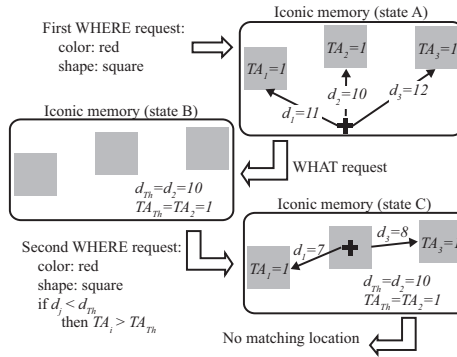 First WHERE request:
color: red
shape: square
Iconic memory (state A)
TA1=1
TA2=1
TA3=1
d1=11
d2=10
d3=12
Iconic memory (state B)
dTh=d2=10
TATh=TA2=1
WHAT request
Second WHERE request:
color: red
shape: square
if dj < dTh
then TAi > TATh
Iconic memory (state C)
TA1=1
d1=7
d3=8
TA3=1
dTh=d2=10
TATh=TA2=1
No matching location